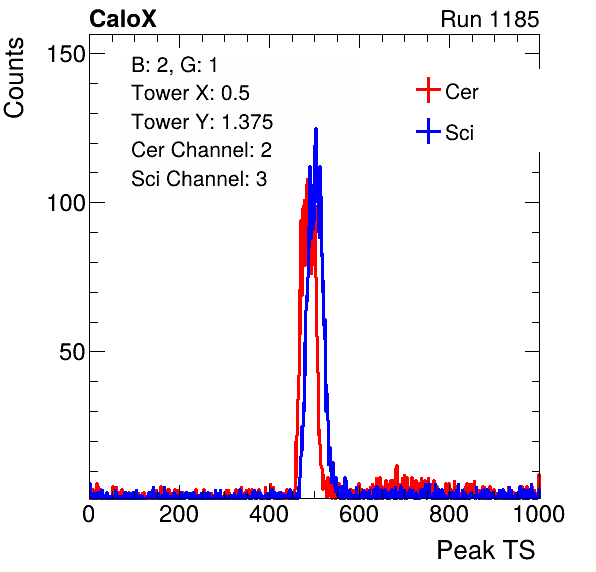 CaloX Run 1185
Counts
150
100
50
B: 2, G: 1
Tower X: 0.5
Tower Y: 1.375
Cer Channel: 2
Sci Channel: 3
Cer
Sci
0 200 400 600 800 1000
Peak TS